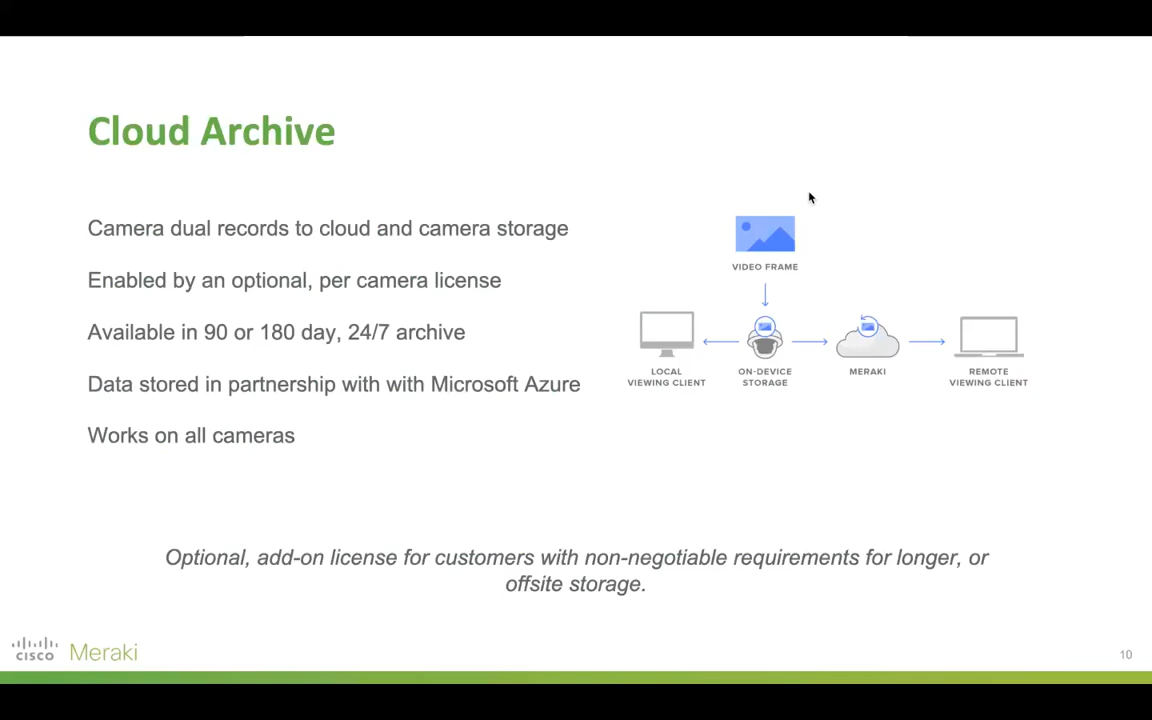 Cloud Archive
Camera dual records to cloud and camera storage
Enabled by an optional, per camera license
Available in 90 or 180 day, 24/7 archive
Data stored in partnership with with Microsoft Azure
Works on all cameras
VIDEO FRAME
LOCAL
VIEWING CLIENT
ON-DEVICE
STORAGE
MERAKI
REMOTE
VIEWING CLIENT
Optional, add-on license for customers with non-negotiable requirements for longer, or
offsite storage.
CISCO Meraki
10